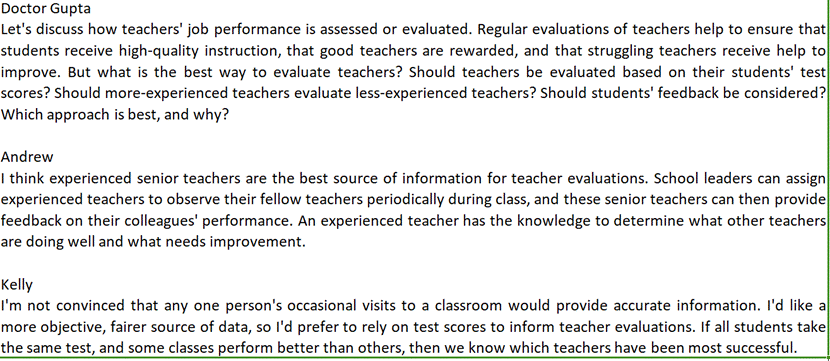 Doctor Gupta
Let's discuss how teachers' job performance is assessed or evaluated. Regular evaluations of teachers help to ensure that
students receive high-quality instruction, that good teachers are rewarded, and that struggling teachers receive help to
improve. But what is the best way to evaluate teachers? Should teachers be evaluated based on their students' test
scores? Should more-experienced teachers evaluate less-experienced teachers? Should students' feedback be considered?
Which approach is best, and why?
Andrew
I think experienced senior teachers are the best source of information for teacher evaluations. School leaders can assign
experienced teachers to observe their fellow teachers periodically during class, and these senior teachers can then provide
feedback on their colleagues' performance. An experienced teacher has the knowledge to determine what other teachers
are doing well and what needs improvement.
Kelly
I'm not convinced that any one person's occasional visits to a classroom would provide accurate information. I'd like a
more objective, fairer source of data, so I'd prefer to rely on test scores to inform teacher evaluations. If all students take
the same test, and some classes perform better than others, then we know which teachers have been most successful.